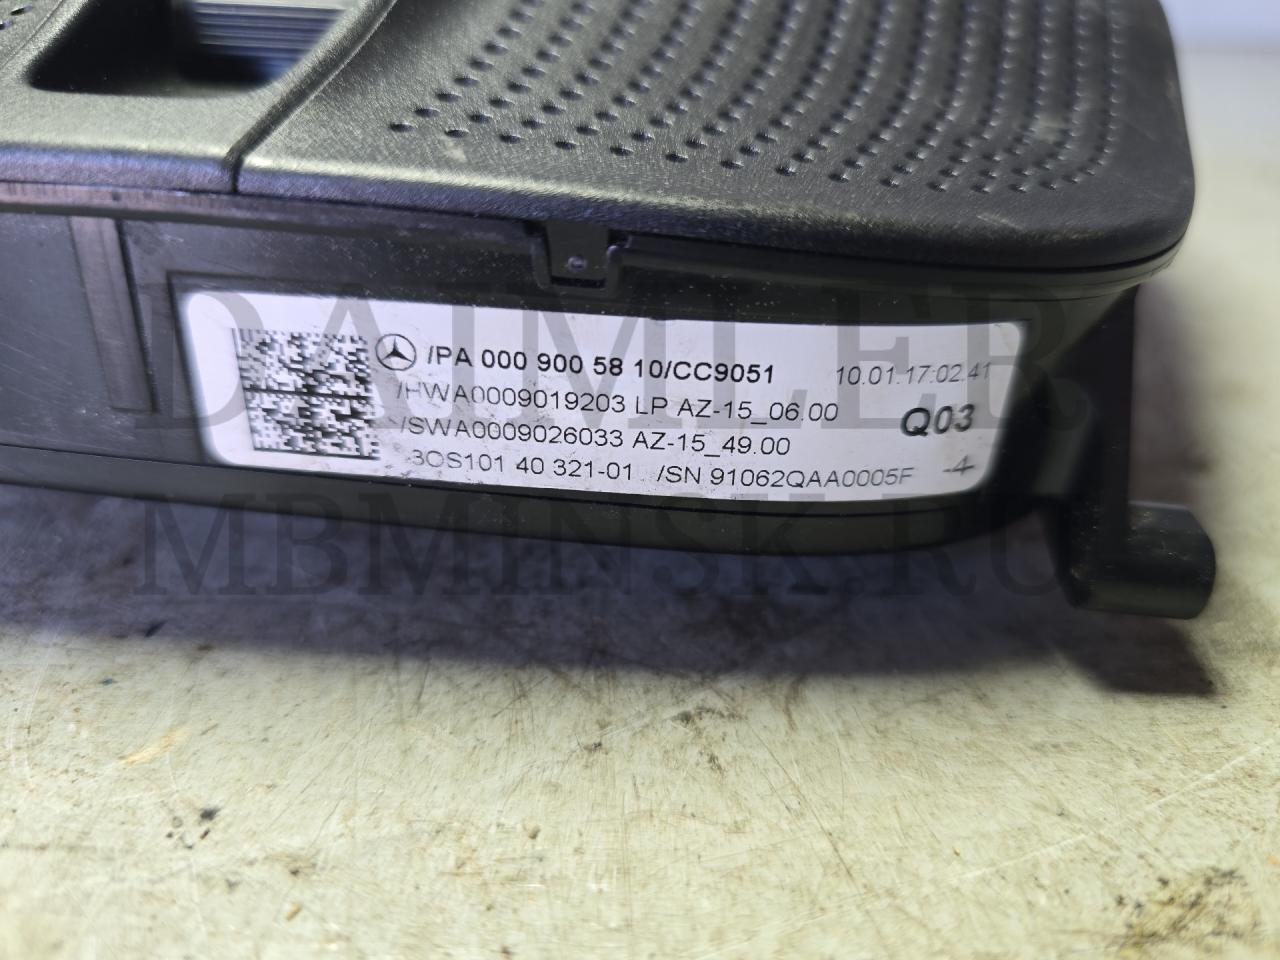 /PA 000 900 58 10/CC9051 10.01.17:02.41
/HWA0009019203 LP AZ-15_06.00 Q03
/SWA0009026033 AZ-15_49.00
3OS101 40 321-01 /SN 91062QAA0005F -4
DAIMLER
MBMINSK.RU